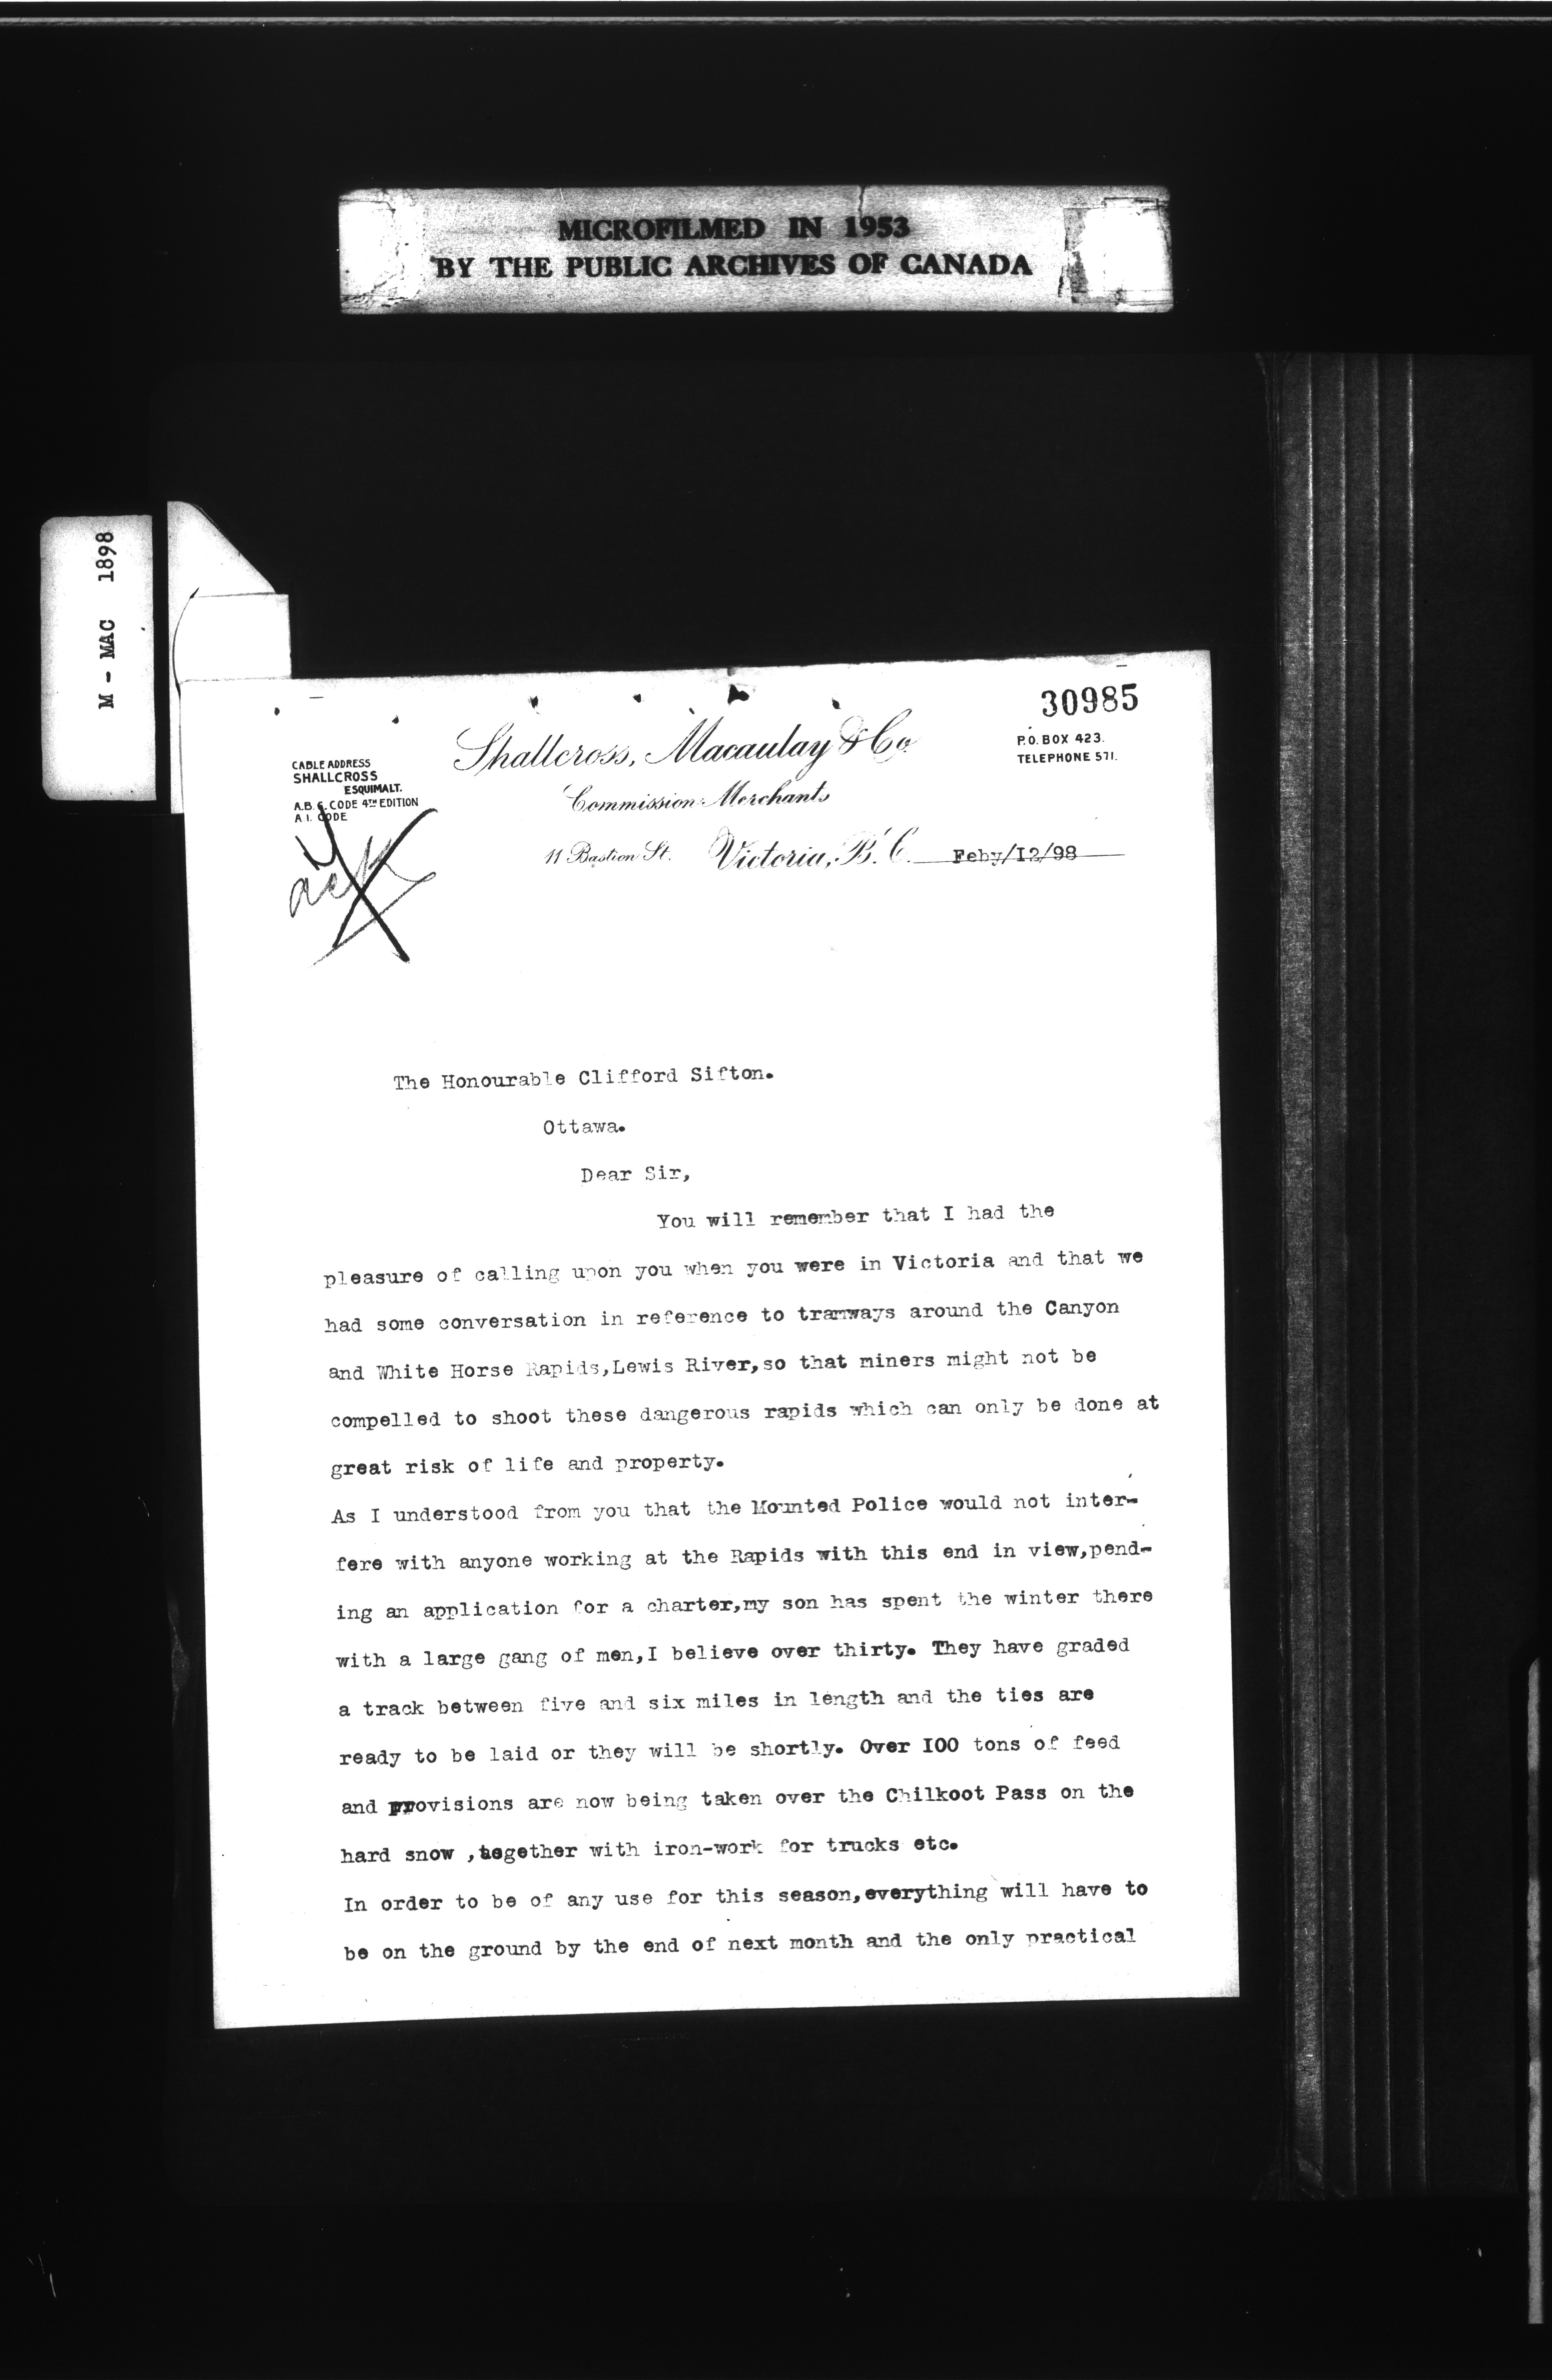 MICROFILMED IN 1953
BY THE PUBLIC ARCHIVES OF CANADA
M - MAC 1898
30985
CABLE ADDRESS
SHALLCROSS
ESQUIMALT.
A.B.C. CODE 4TH EDITION
A I. CODE
Shallcross, Macaulay & Co
Commission Merchants
P.O. BOX 423.
TELEPHONE 571.
11 Bastion St. Victoria, B.C. Feby/I2/98
ack
The Honourable Clifford Sifton.
Ottawa.
Dear Sir,
You will remember that I had the
pleasure of calling upon you when you were in Victoria and that we
had some conversation in reference to tramways around the Canyon
and White Horse Rapids,Lewis River,so that miners might not be
compelled to shoot these dangerous rapids which can only be done at
great risk of life and property.
As I understood from you that the Mounted Police would not inter-
fere with anyone working at the Rapids with this end in view,pend-
ing an application for a charter,my son has spent the winter there
with a large gang of men,I believe over thirty. They have graded
a track between five and six miles in length and the ties are
ready to be laid or they will be shortly. Over I00 tons of feed
and provisions are now being taken over the Chilkoot Pass on the
hard snow ,together with iron-work for trucks etc.
In order to be of any use for this season,everything will have to
be on the ground by the end of next month and the only practical